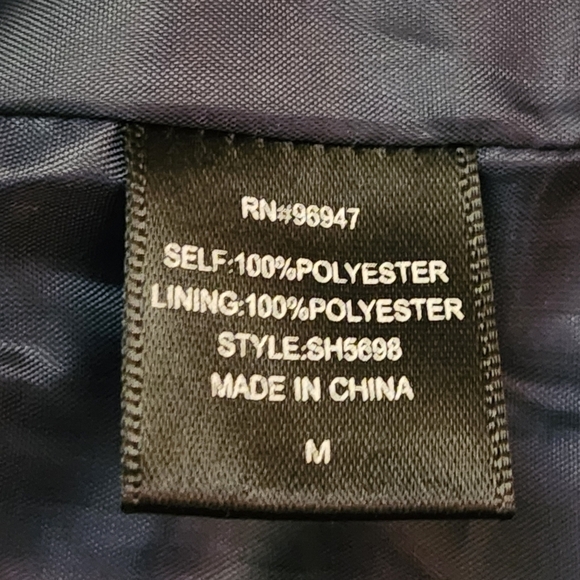 RN#96947
SELF:100%POLYESTER
LINING:100%POLYESTER
STYLE:SH5698
MADE IN CHINA
M